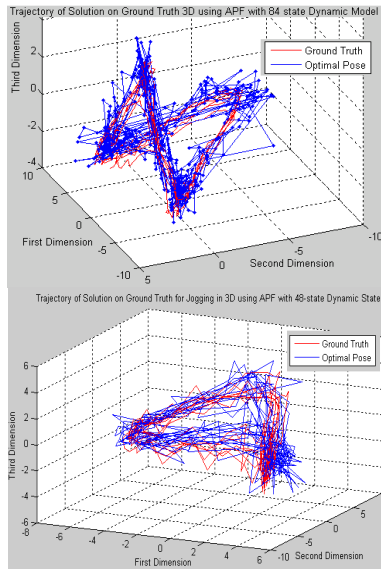 Trajectory of Solution on Ground Truth 3D using APF with 84 state Dynamic Model
Ground Truth
Optimal Pose
Third Dimension
2
0
-2
-4
10
5
0
-5
-10
First Dimension
5
0
-5
-10
Second Dimension
Trajectory of Solution on Ground Truth for Jogging in 3D using APF with 48-state Dynamic State
Ground Truth
Optimal Pose
Third Dimension
6
4
2
0
-2
-4
-6
-8
-6
-4
-2
0
2
4
6
First Dimension
-10
-5
0
5
Second Dimension